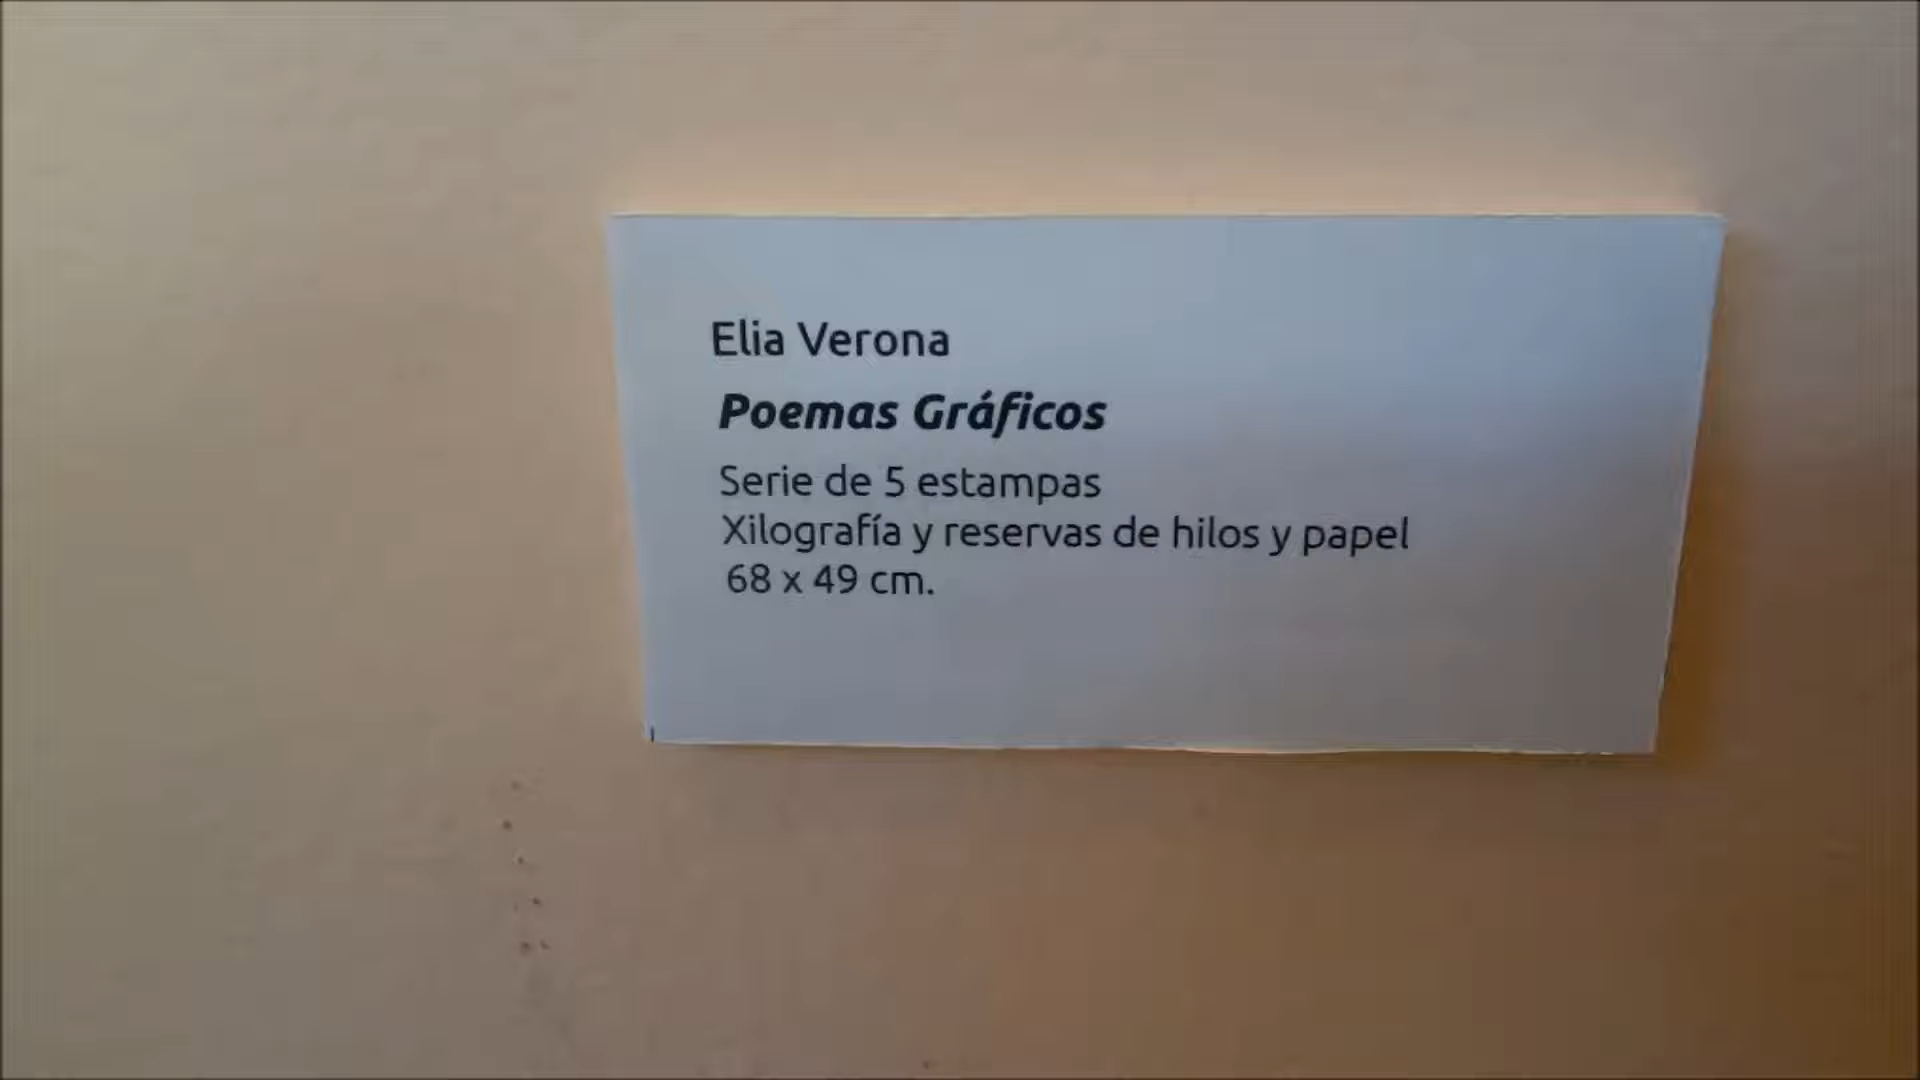 Elia Verona
Poemas Gráficos
Serie de 5 estampas
Xilografía y reservas de hilos y papel
68 x 49 cm.